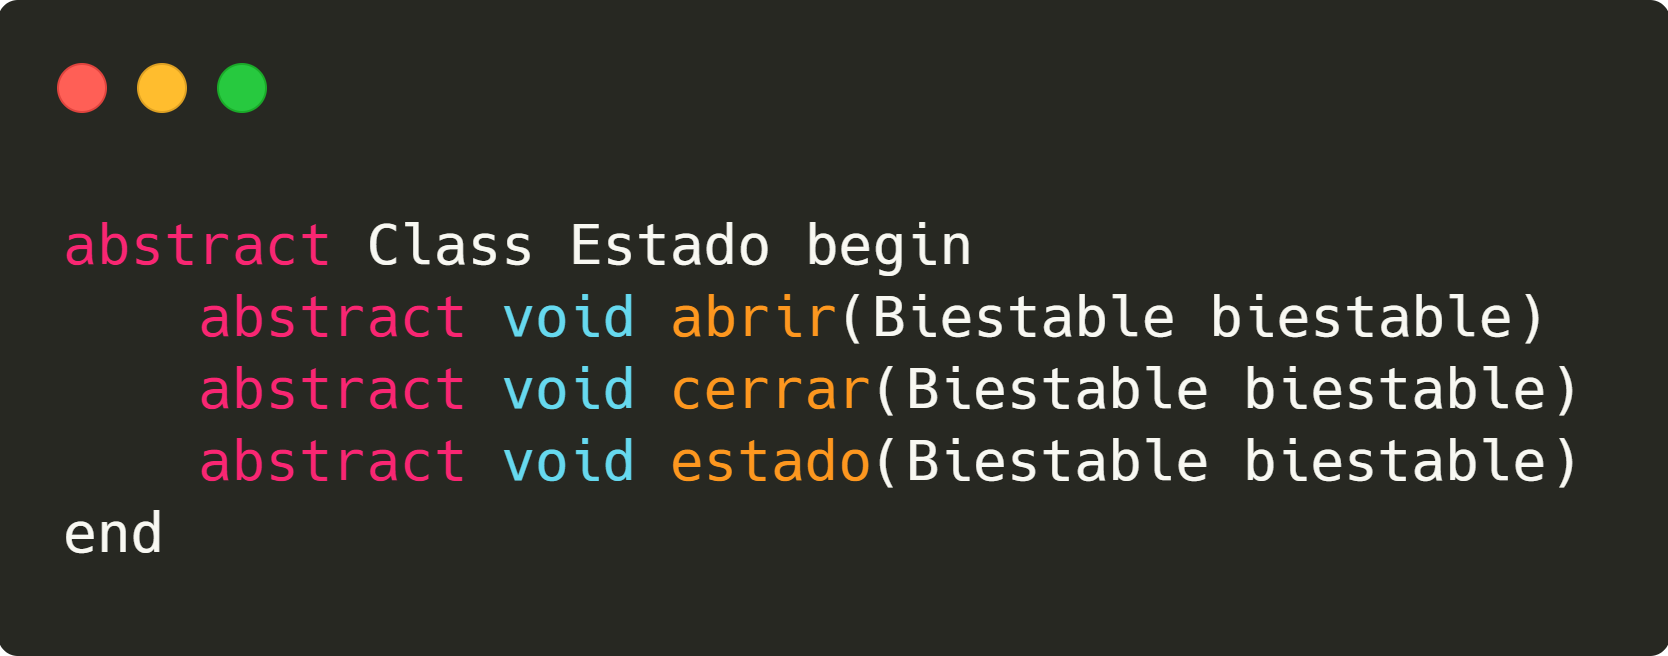 abstract Class Estado begin
    abstract void abrir(Biestable biestable)
    abstract void cerrar(Biestable biestable)
    abstract void estado(Biestable biestable)
end